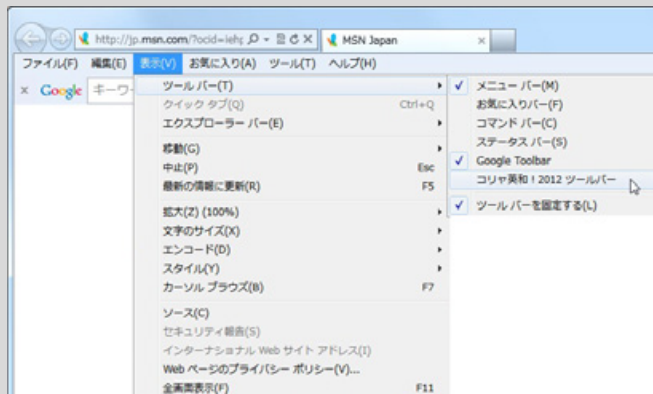 http://jp.msn.com/?ocid=iehp
MSN Japan
ファイル(F) 編集(E) 表示(V) お気に入り(A) ツール(T) ヘルプ(H)
× Google キーワー
ツール バー(T)
クイック タブ(Q) Ctrl+Q
エクスプローラー バー(E)
移動(G)
中止(P) Esc
最新の情報に更新(R) F5
拡大(Z) (100%)
文字のサイズ(X)
エンコード(D)
スタイル(Y)
カーソル ブラウズ(B) F7
ソース(C)
セキュリティ報告(S)
インターナショナル Web サイト アドレス(I)
Web ページのプライバシー ポリシー(V)...
全画面表示(F) F11
メニュー バー(M)
お気に入りバー(F)
コマンド バー(C)
ステータス バー(S)
Google Toolbar
コリャ英和!2012 ツールバー
ツール バーを固定する(L)